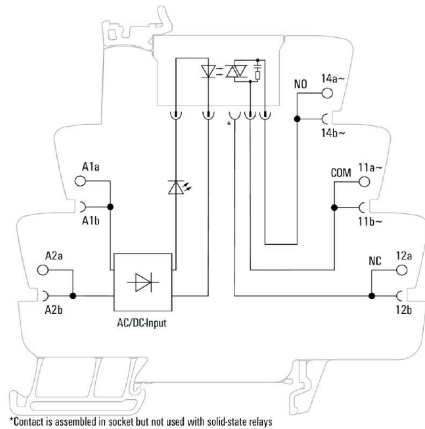 NO
14a~
14b~
A1a
A1b
COM
11a~
11b~
A2a
A2b
NC
12a
12b
*
AC/DC-Input
*Contact is assembled in socket but not used with solid-state relays